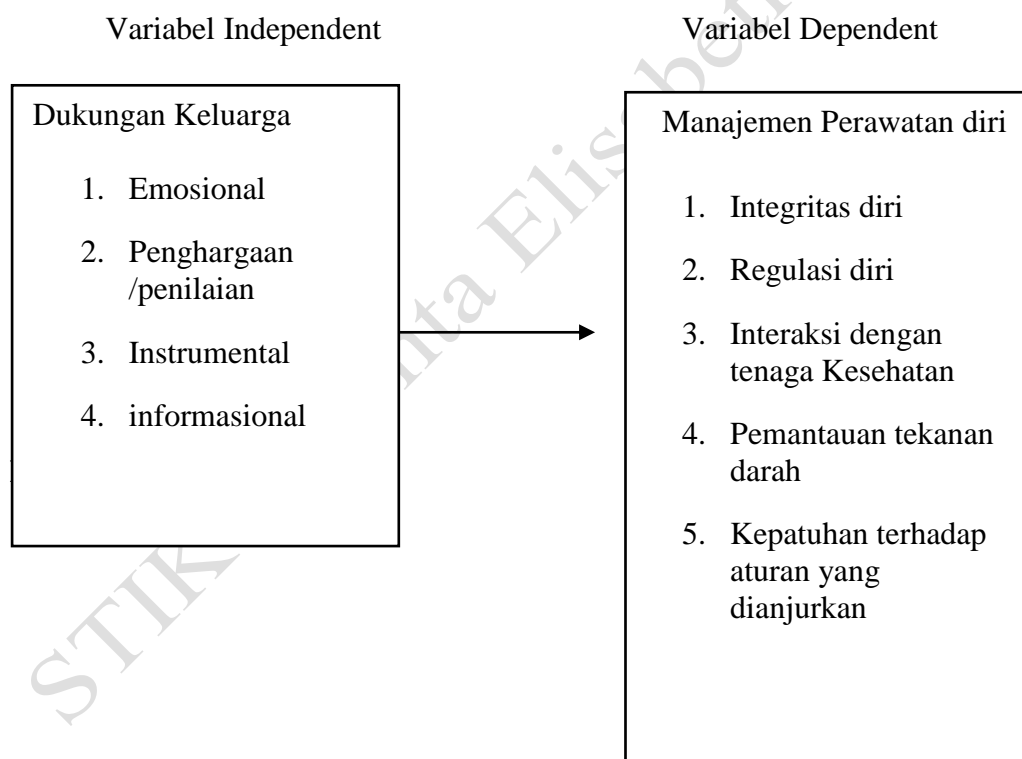 Variabel Independent
Variabel Dependent
Dukungan Keluarga
1. Emosional
2. Penghargaan
/penilaian
3. Instrumental
4. informasional
Manajemen Perawatan diri
1. Integritas diri
2. Regulasi diri
3. Interaksi dengan
tenaga Kesehatan
4. Pemantauan tekanan
darah
5. Kepatuhan terhadap
aturan yang
dianjurkan